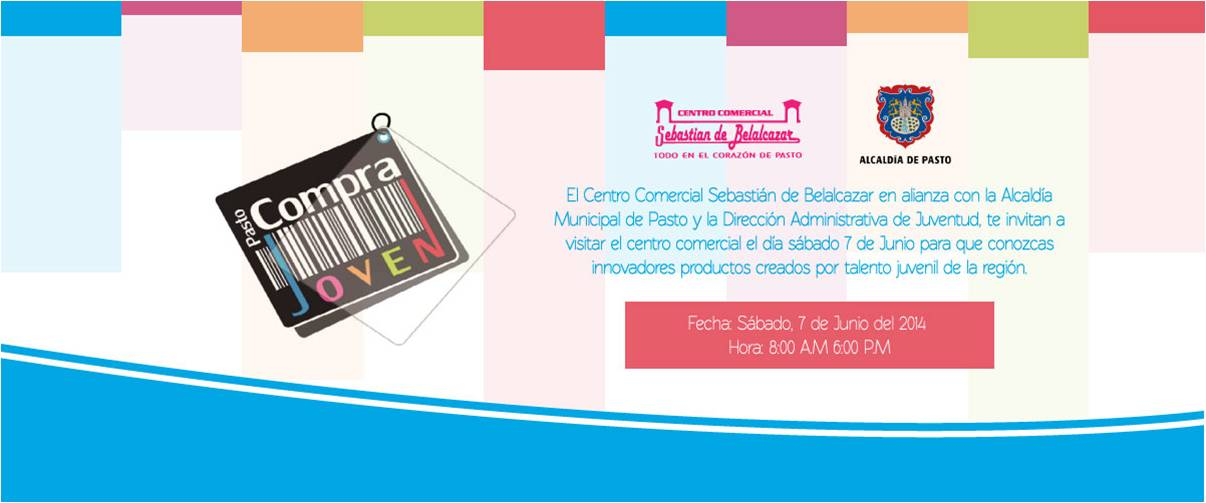 Pasto
Compra
JOVEN
CENTRO COMERCIAL
Sebastian de Belalcazar
TODO EN EL CORAZÓN DE PASTO
ALCALDÍA DE PASTO
El Centro Comercial Sebastián de Belalcazar en alianza con la Alcaldía
Municipal de Pasto y la Dirección Administrativa de Juventud, te invitan a
visitar el centro comercial el día sábado 7 de Junio para que conozcas
innovadores productos creados por talento juvenil de la región.
Fecha: Sábado, 7 de Junio del 2014
Hora: 8:00 A.M 6:00 P.M